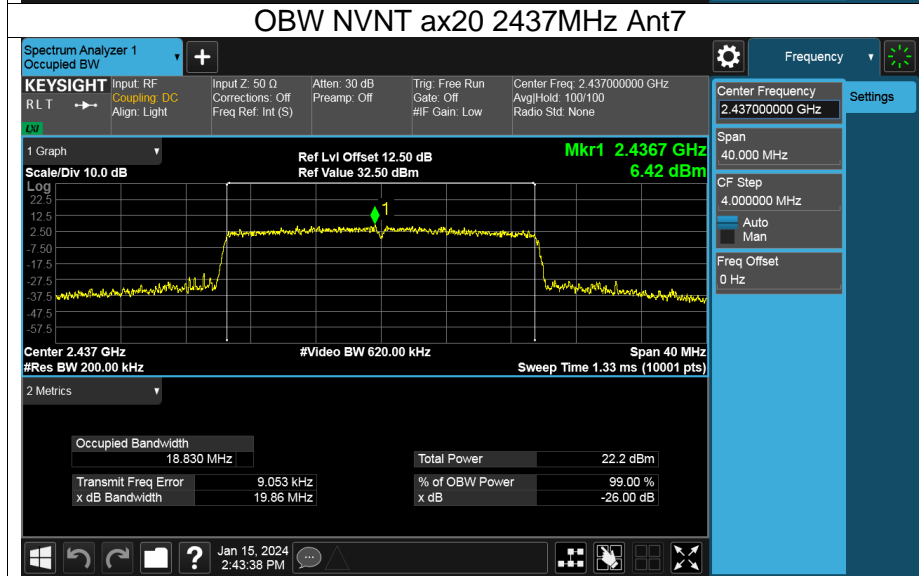 OBW NVNT ax20 2437MHz Ant7
Spectrum Analyzer 1
Occupied BW
Frequency
KEYSIGHT
R L T
LXI
Input: RF
Coupling: DC
Align: Light
Input Z: 50 Ω
Corrections: Off
Freq Ref: Int (S)
Atten: 30 dB
Preamp: Off
Trig: Free Run
Gate: Off
#IF Gain: Low
Center Freq: 2.437000000 GHz
Avg|Hold: 100/100
Radio Std: None
Center Frequency
2.437000000 GHz
Settings
Span
40.000 MHz
CF Step
4.000000 MHz
Auto
Man
Freq Offset
0 Hz
1 Graph
Ref Lvl Offset 12.50 dB
Mkr1 2.4367 GHz
Scale/Div 10.0 dB
Ref Value 32.50 dBm
6.42 dBm
Log
22.5
12.5
2.50
-7.50
-17.5
-27.5
-37.5
-47.5
-57.5
1
Center 2.437 GHz
#Video BW 620.00 kHz
Span 40 MHz
#Res BW 200.00 kHz
Sweep Time 1.33 ms (10001 pts)
2 Metrics
Occupied Bandwidth
18.830 MHz
Total Power 22.2 dBm
Transmit Freq Error 9.053 kHz
% of OBW Power 99.00 %
x dB Bandwidth 19.86 MHz
x dB -26.00 dB
?
Jan 15, 2024
2:43:38 PM